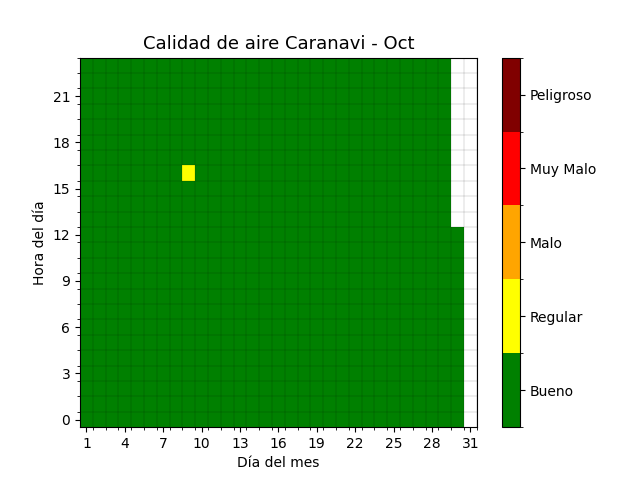 Calidad de aire Caranavi - Oct
Hora del día
21
18
15
12
9
6
3
0
1 4 7 10 13 16 19 22 25 28 31
Día del mes
Peligroso
Muy Malo
Malo
Regular
Bueno